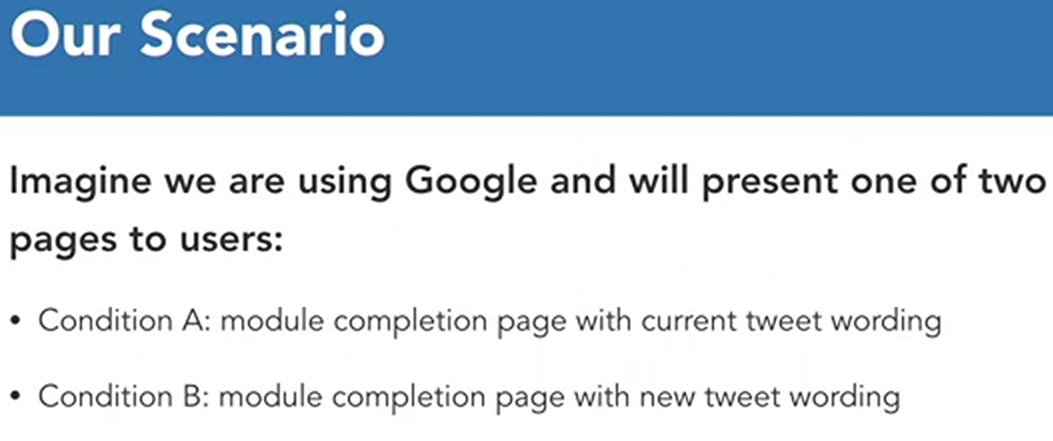 Our Scenario
Imagine we are using Google and will present one of two
pages to users:
• Condition A: module completion page with current tweet wording
• Condition B: module completion page with new tweet wording